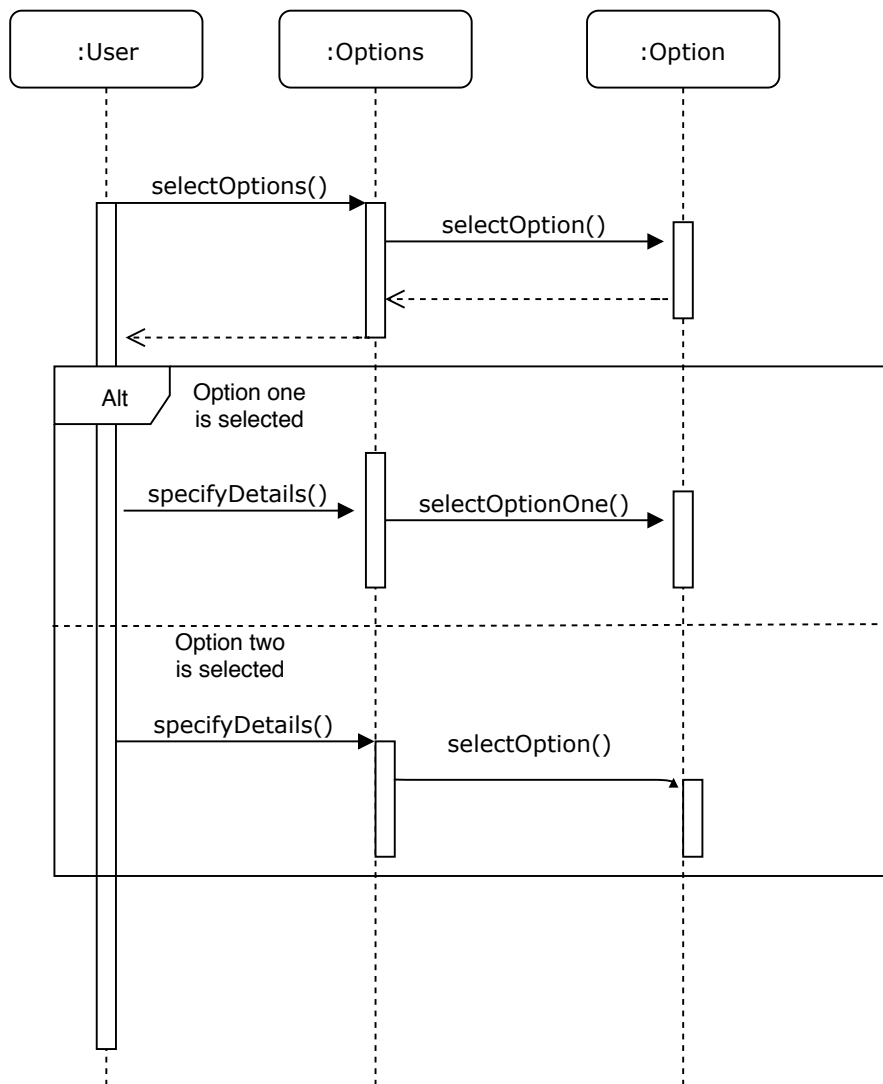 :User
:Options
:Option
selectOptions()
selectOption()
Alt
Option one
is selected
specifyDetails()
selectOptionOne()
Option two
is selected
specifyDetails()
selectOption()